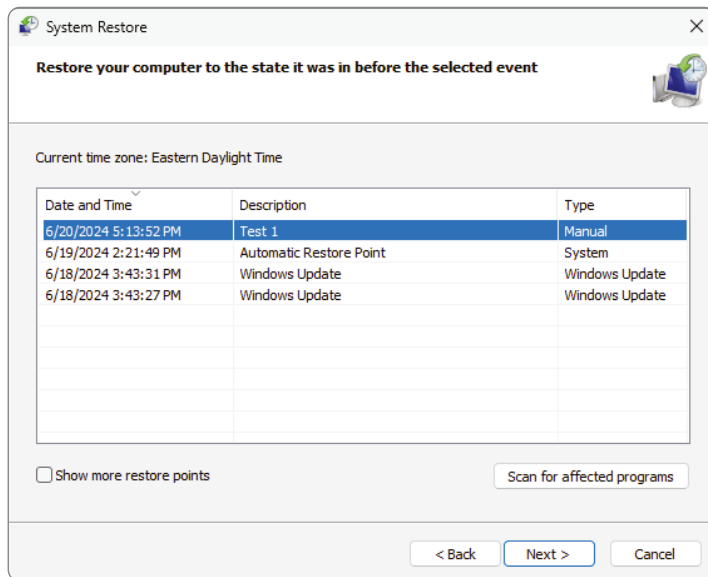 System Restore
Restore your computer to the state it was in before the selected event
Current time zone: Eastern Daylight Time
Date and Time Description Type
6/20/2024 5:13:52 PM Test 1 Manual
6/19/2024 2:21:49 PM Automatic Restore Point System
6/18/2024 3:43:31 PM Windows Update Windows Update
6/18/2024 3:43:27 PM Windows Update Windows Update
Show more restore points Scan for affected programs
< Back Next > Cancel